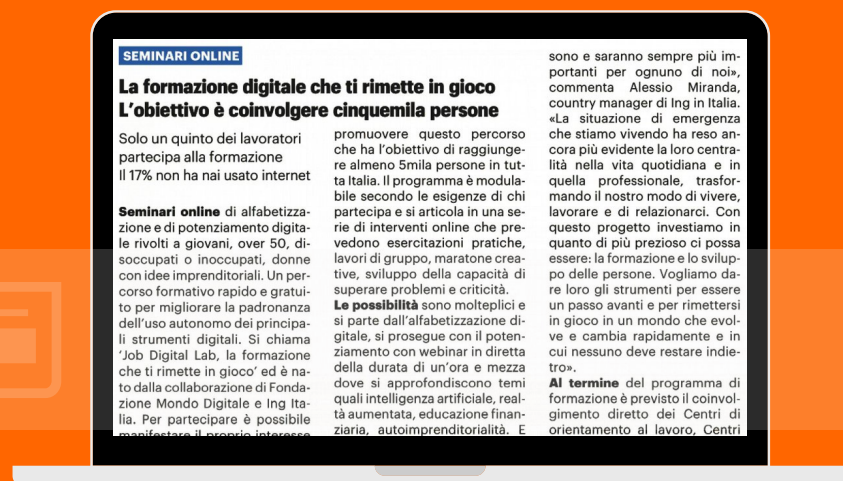 SEMINARI ONLINE
La formazione digitale che ti rimette in gioco
L'obiettivo è coinvolgere cinquemila persone
Solo un quinto dei lavoratori
partecipa alla formazione
Il 17% non ha nai usato internet
Seminari online di alfabetizza-
zione e di potenziamento digita-
le rivolti a giovani, over 50, di-
soccupati o inoccupati, donne
con idee imprenditoriali. Un per-
corso formativo rapido e gratui-
to per migliorare la padronanza
dell'uso autonomo dei principa-
li strumenti digitali. Si chiama
'Job Digital Lab, la formazione
che ti rimette in gioco' ed è na-
to dalla collaborazione di Fonda-
zione Mondo Digitale e Ing Ita-
lia. Per partecipare è possibile
manifestare il proprio interesse
promuovere questo percorso
che ha l'obiettivo di raggiunge-
re almeno 5mila persone in tut-
ta Italia. Il programma è modula-
bile secondo le esigenze di chi
partecipa e si articola in una se-
rie di interventi online che pre-
vedono esercitazioni pratiche,
lavori di gruppo, maratone crea-
tive, sviluppo della capacità di
superare problemi e criticità.
Le possibilità sono molteplici e
si parte dall'alfabetizzazione di-
gitale, si prosegue con il poten-
ziamento con webinar in diretta
della durata di un'ora e mezza
dove si approfondiscono temi
quali intelligenza artificiale, real-
tà aumentata, educazione finan-
ziaria, autoimprenditorialità. E
sono e saranno sempre più im-
portanti per ognuno di noi»,
commenta Alessio Miranda,
country manager di Ing in Italia.
«La situazione di emergenza
che stiamo vivendo ha reso an-
cora più evidente la loro centra-
lità nella vita quotidiana e in
quella professionale, trasfor-
mando il nostro modo di vivere,
lavorare e di relazionarci. Con
questo progetto investiamo in
quanto di più prezioso ci possa
essere: la formazione e lo svilup-
po delle persone. Vogliamo da-
re loro gli strumenti per essere
un passo avanti e per rimettersi
in gioco in un mondo che evol-
ve e cambia rapidamente e in
cui nessuno deve restare indie-
tro».
Al termine del programma di
formazione è previsto il coinvol-
gimento diretto dei Centri di
orientamento al lavoro, Centri